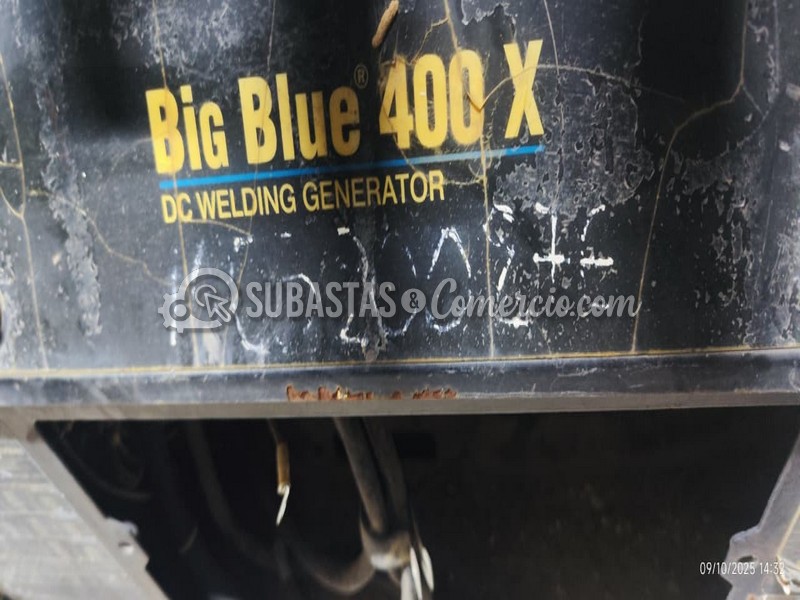 Big Blue® 400 X
DC WELDING GENERATOR
SUBASTAS&Comercio.com
09/10/2025 14:32